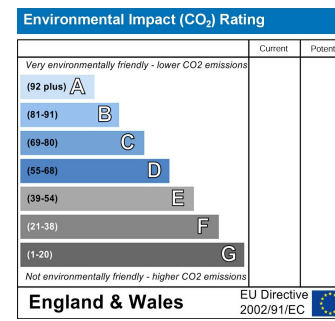 Environmental Impact (CO₂) Rating
Current Potent
Very environmentally friendly - lower CO2 emissions
(92 plus) A
(81-91) B
(69-80) C
(55-68) D
(39-54) E
(21-38) F
(1-20) G
Not environmentally friendly - higher CO2 emissions
England & Wales
EU Directive
2002/91/EC